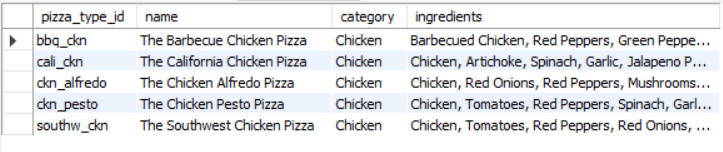 pizza_type_id name category ingredients
bbq_ckn The Barbecue Chicken Pizza Chicken Barbecued Chicken, Red Peppers, Green Peppe...
cali_ckn The California Chicken Pizza Chicken Chicken, Artichoke, Spinach, Garlic, Jalapeno P...
ckn_alfredo The Chicken Alfredo Pizza Chicken Chicken, Red Onions, Red Peppers, Mushrooms...
ckn_pesto The Chicken Pesto Pizza Chicken Chicken, Tomatoes, Red Peppers, Spinach, Garl...
southw_ckn The Southwest Chicken Pizza Chicken Chicken, Tomatoes, Red Peppers, Red Onions, ...